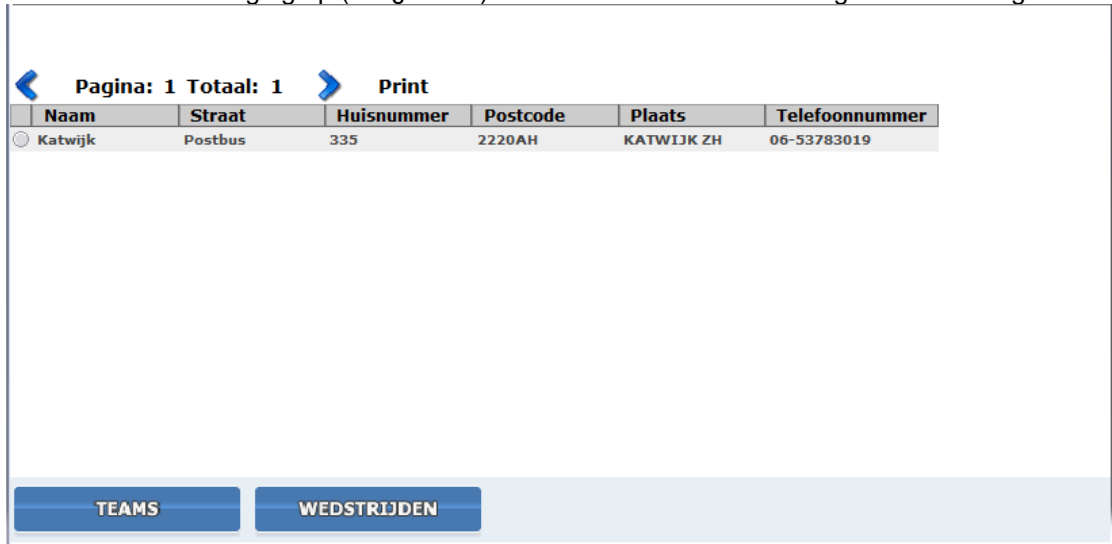 Pagina: 1 Totaal: 1 Print
Naam Straat Huisnummer Postcode Plaats Telefoonnummer
Katwijk Postbus 335 2220AH KATWIJK ZH 06-53783019
TEAMS WEDSTRIJDEN